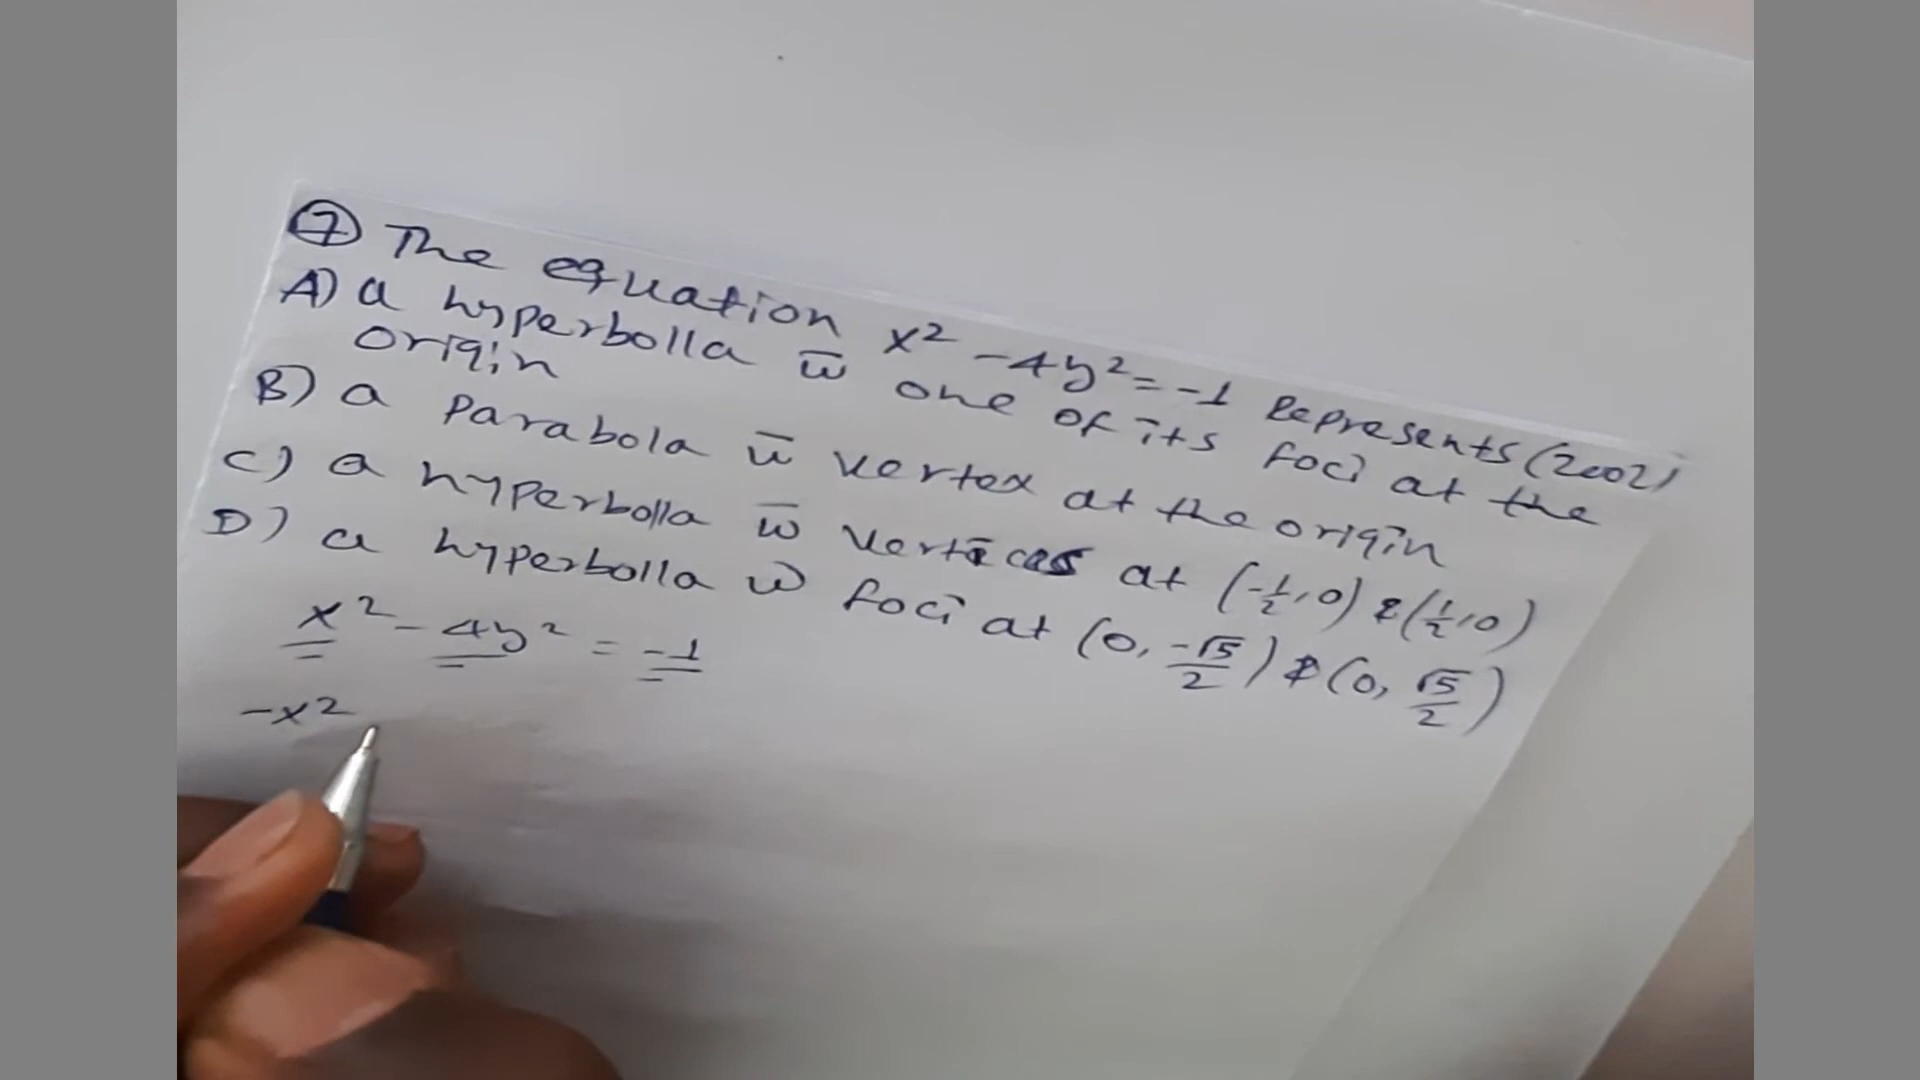 ⑦ The equation x² - 4y² = -1 Represents (2002)
A) a hyperbolla w̅ one of its foci at the
origin
B) a parabola w̅ vertex at the origin
C) a hyperbolla w̅ vertices at (-1/2, 0) & (1/2, 0)
D) a hyperbolla w̅ foci at (0, -√5/2) & (0, √5/2)
x² - 4y² = -1
-x²